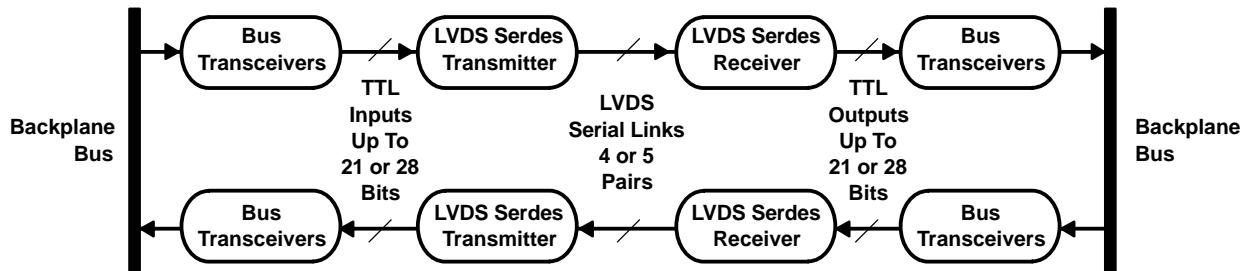 Bus
Transceivers
LVDS Serdes
Transmitter
LVDS Serdes
Receiver
Bus
Transceivers
Backplane
Bus
TTL
Inputs
Up To
21 or 28
Bits
LVDS
Serial Links
4 or 5
Pairs
TTL
Outputs
Up To
21 or 28
Bits
Backplane
Bus
Bus
Transceivers
LVDS Serdes
Transmitter
LVDS Serdes
Receiver
Bus
Transceivers